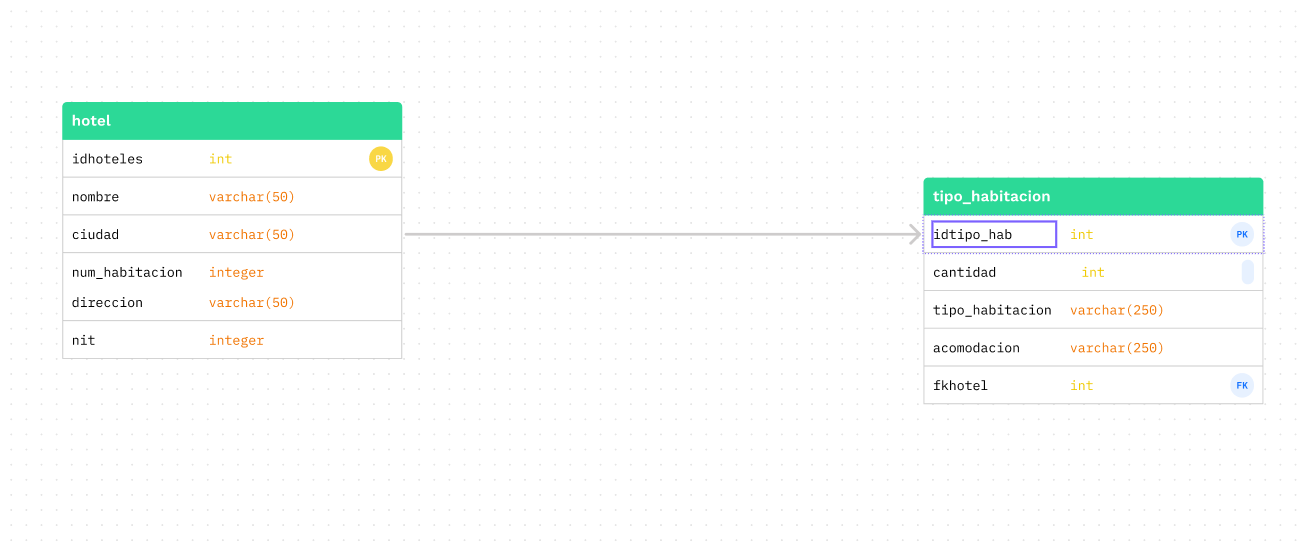 hotel
idhoteles int PK
nombre varchar(50)
ciudad varchar(50)
num_habitacion integer
direccion varchar(50)
nit integer
tipo_habitacion
idtipo_hab int PK
cantidad int
tipo_habitacion varchar(250)
acomodacion varchar(250)
fkhotel int FK